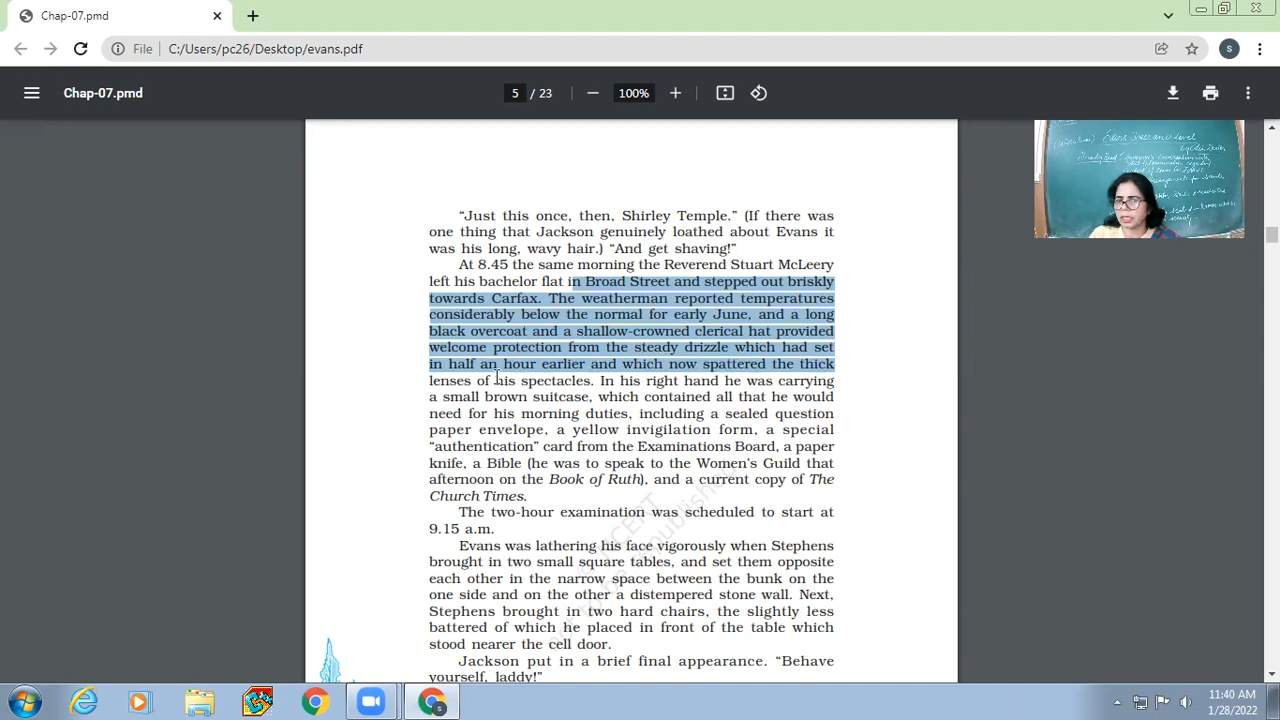 Chap-07.pmd
File C:/Users/pc26/Desktop/evans.pdf
S
Chap-07.pmd
5 / 23
100%
Evans
Level
"Just this once, then, Shirley Temple." (If there was
one thing that Jackson genuinely loathed about Evans it
was his long, wavy hair.) "And get shaving!"
At 8.45 the same morning the Reverend Stuart McLeery
left his bachelor flat in Broad Street and stepped out briskly
towards Carfax. The weatherman reported temperatures
considerably below the normal for early June, and a long
black overcoat and a shallow-crowned clerical hat provided
welcome protection from the steady drizzle which had set
in half an hour earlier and which now spattered the thick
lenses of his spectacles. In his right hand he was carrying
a small brown suitcase, which contained all that he would
need for his morning duties, including a sealed question
paper envelope, a yellow invigilation form, a special
"authentication" card from the Examinations Board, a paper
knife, a Bible (he was to speak to the Women's Guild that
afternoon on the Book of Ruth), and a current copy of The
Church Times.
The two-hour examination was scheduled to start at
9.15 a.m.
Evans was lathering his face vigorously when Stephens
brought in two small square tables, and set them opposite
each other in the narrow space between the bunk on the
one side and on the other a distempered stone wall. Next,
Stephens brought in two hard chairs, the slightly less
battered of which he placed in front of the table which
stood nearer the cell door.
Jackson put in a brief final appearance. "Behave
yourself, laddy!"
11:40 AM
1/28/2022